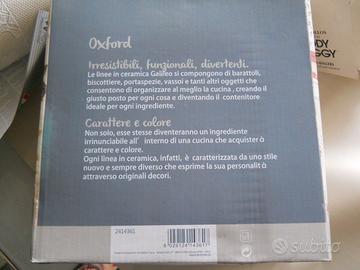 Oxford
Irresistibili, funzionali, divertenti.
Le linee in ceramica Galileo si compongono di barattoli,
biscottiere, portaspezie, vassoi e tanti altri oggetti che
consentono di organizzare al meglio la cucina , creando il
giusto posto per ogni cosa e diventando il contenitore
ideale per ogni ingrediente.
Carattere e colore
Non solo, esse stesse diventeranno un ingrediente
irrinunciabile all' interno di una cucina che acquisterà
carattere e colore.
Ogni linea in ceramica, infatti, è caratterizzata da uno stile
nuovo e sempre diverso che esprime la sua personalità
attraverso originali decori.
2414361
8 029124 143617
subito